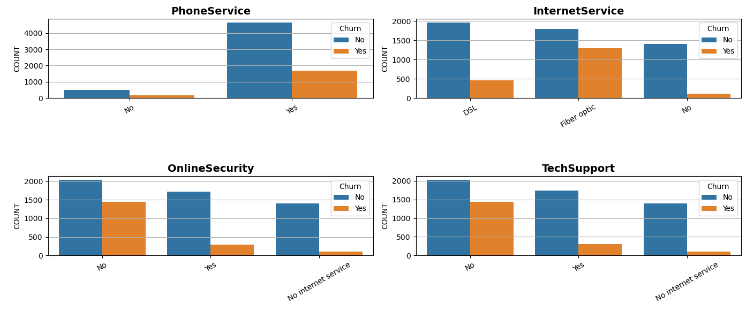 PhoneService
COUNT
4000
3000
2000
1000
0
No
Yes
Churn
No
Yes
InternetService
COUNT
2000
1500
1000
500
0
DSL
Fiber optic
No
Churn
No
Yes
OnlineSecurity
COUNT
2000
1500
1000
500
0
No
Yes
No internet service
Churn
No
Yes
TechSupport
COUNT
2000
1500
1000
500
0
No
Yes
No internet service
Churn
No
Yes